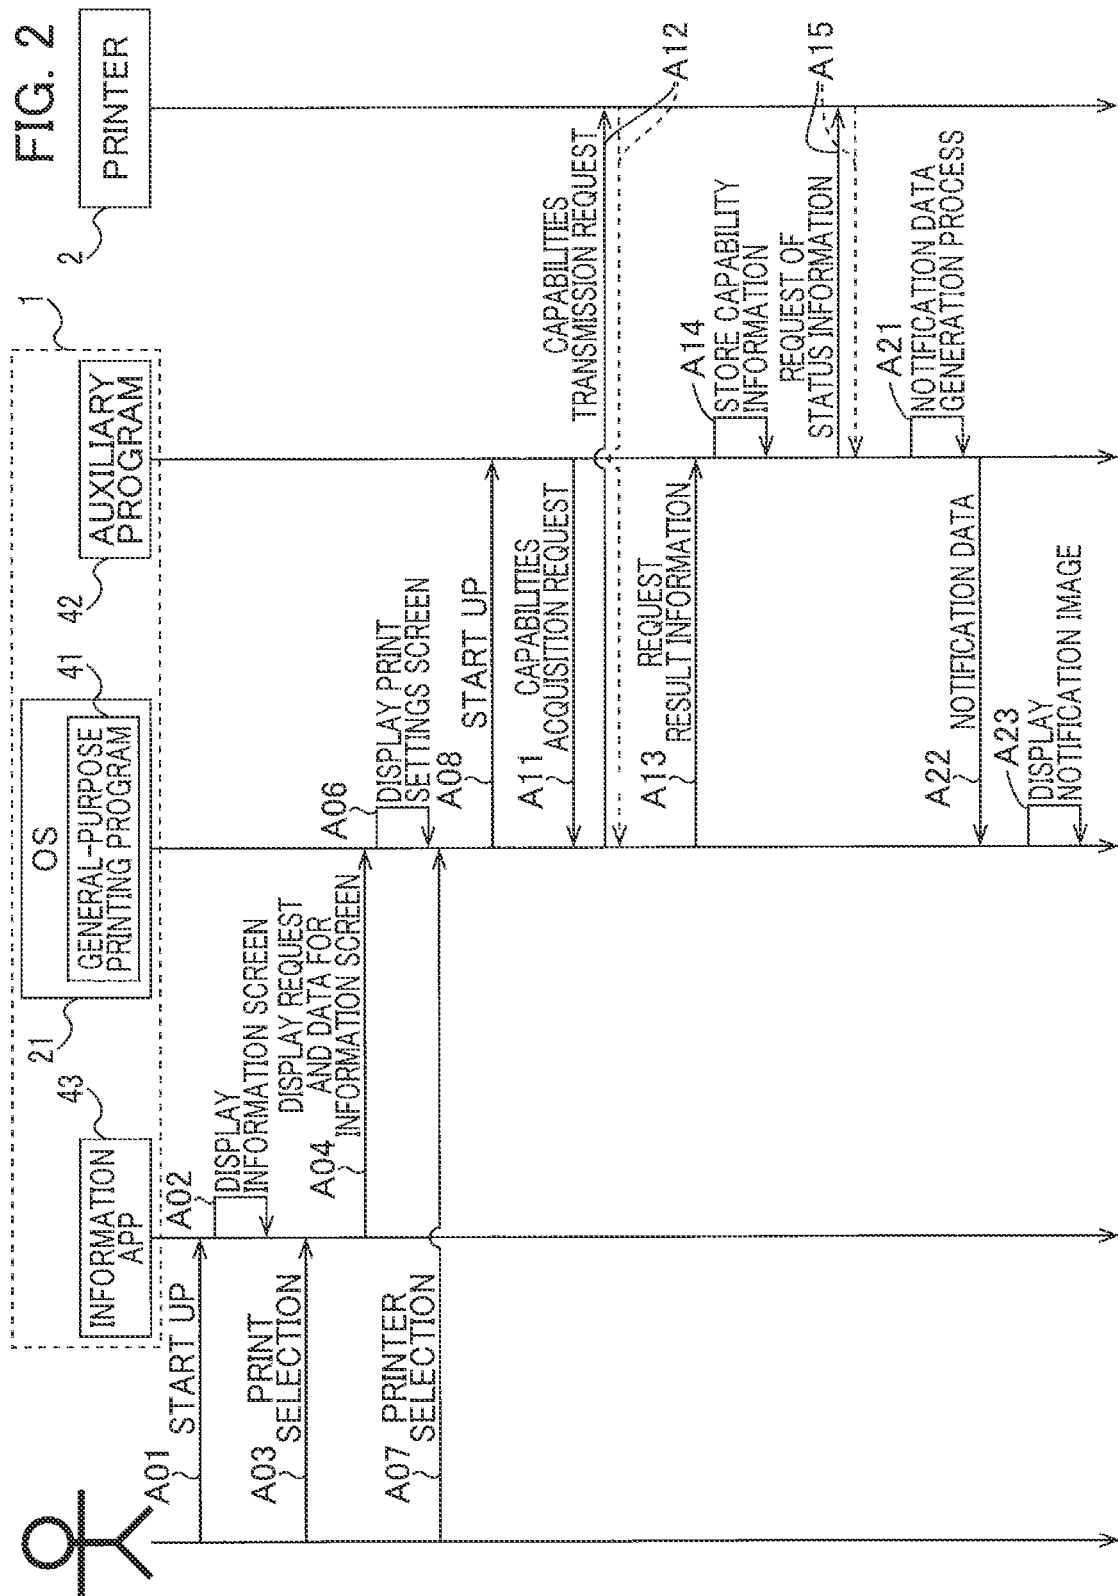 FIG. 2
1
INFORMATION
APP
43
OS
GENERAL-PURPOSE
PRINTING PROGRAM
21
41
AUXILIARY
PROGRAM
42
PRINTER
2
A01
START UP
A02
DISPLAY
INFORMATION SCREEN
A03
PRINT
SELECTION
A04
DISPLAY REQUEST
AND DATA FOR
INFORMATION SCREEN
A06
DISPLAY PRINT
SETTINGS SCREEN
A07
PRINTER
SELECTION
A08
START UP
A11
CAPABILITIES
ACQUISITION REQUEST
CAPABILITIES
TRANSMISSION REQUEST
A12
A13
REQUEST
RESULT INFORMATION
A14
STORE CAPABILITY
INFORMATION
REQUEST OF
STATUS INFORMATION
A15
A21
NOTIFICATION DATA
GENERATION PROCESS
A22
NOTIFICATION DATA
A23
DISPLAY
NOTIFICATION IMAGE